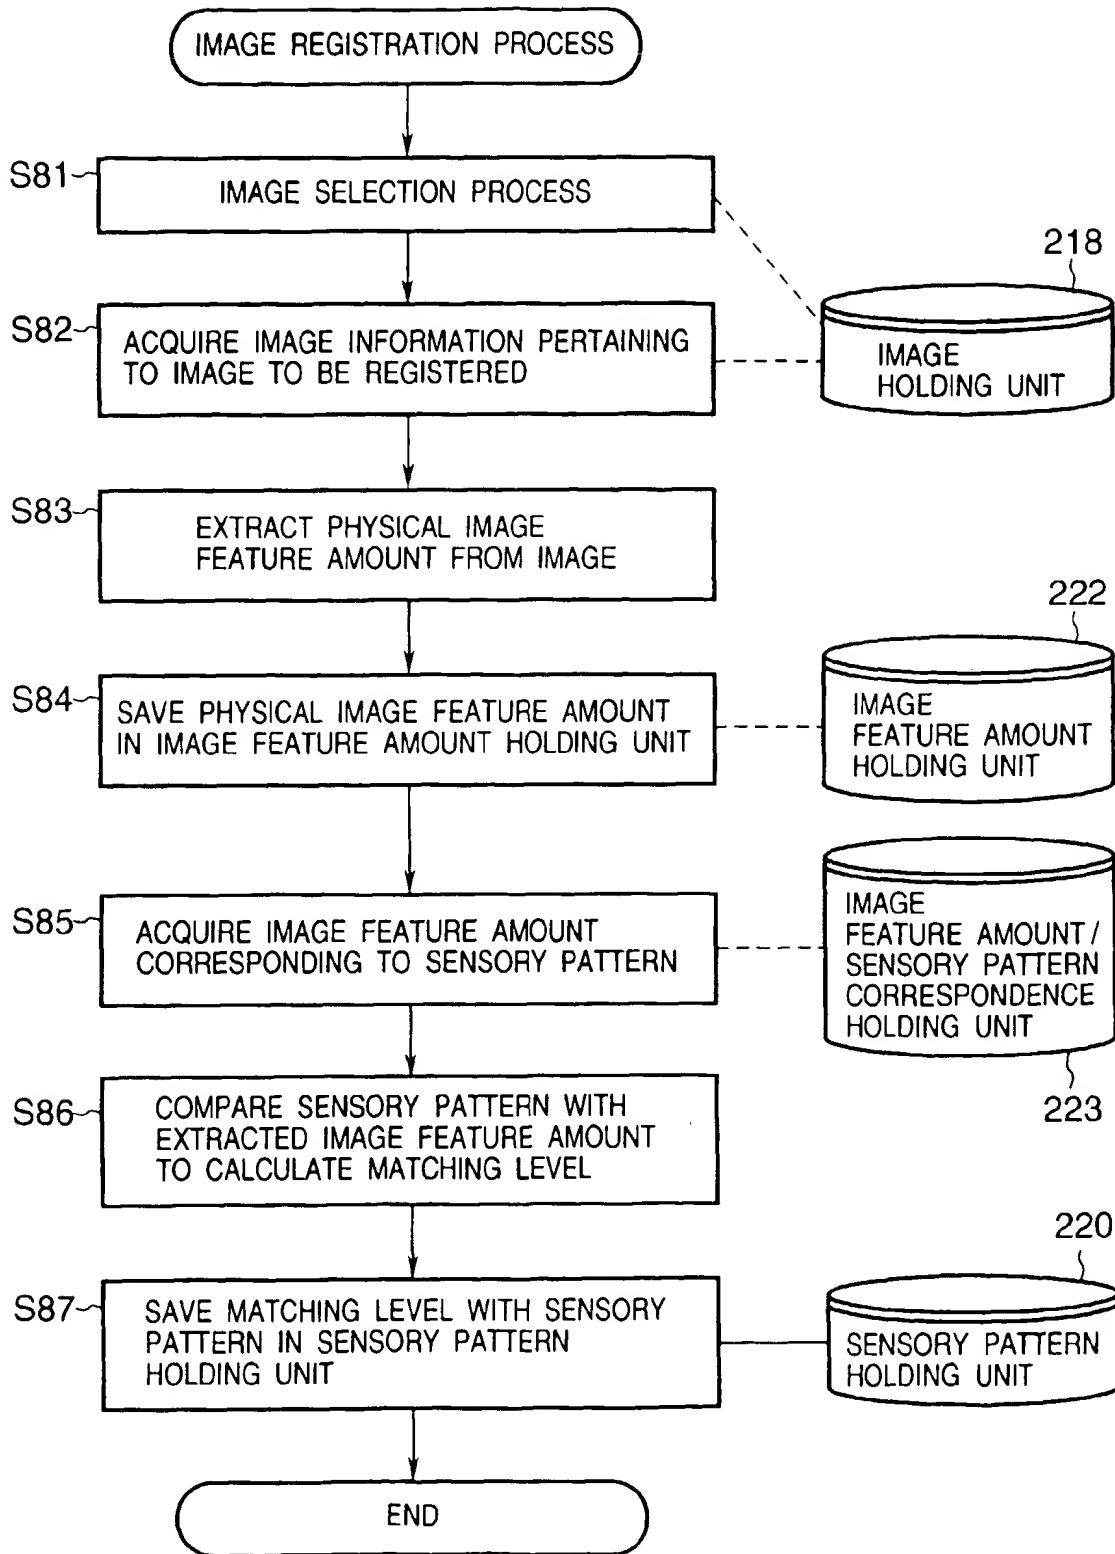 IMAGE REGISTRATION PROCESS
S81
IMAGE SELECTION PROCESS
218
S82
ACQUIRE IMAGE INFORMATION PERTAINING
TO IMAGE TO BE REGISTERED
IMAGE
HOLDING UNIT
S83
EXTRACT PHYSICAL IMAGE
FEATURE AMOUNT FROM IMAGE
222
S84
SAVE PHYSICAL IMAGE FEATURE AMOUNT
IN IMAGE FEATURE AMOUNT HOLDING UNIT
IMAGE
FEATURE AMOUNT
HOLDING UNIT
S85
ACQUIRE IMAGE FEATURE AMOUNT
CORRESPONDING TO SENSORY PATTERN
IMAGE
FEATURE AMOUNT/
SENSORY PATTERN
CORRESPONDENCE
HOLDING UNIT
223
S86
COMPARE SENSORY PATTERN WITH
EXTRACTED IMAGE FEATURE AMOUNT
TO CALCULATE MATCHING LEVEL
220
S87
SAVE MATCHING LEVEL WITH SENSORY
PATTERN IN SENSORY PATTERN
HOLDING UNIT
SENSORY PATTERN
HOLDING UNIT
END